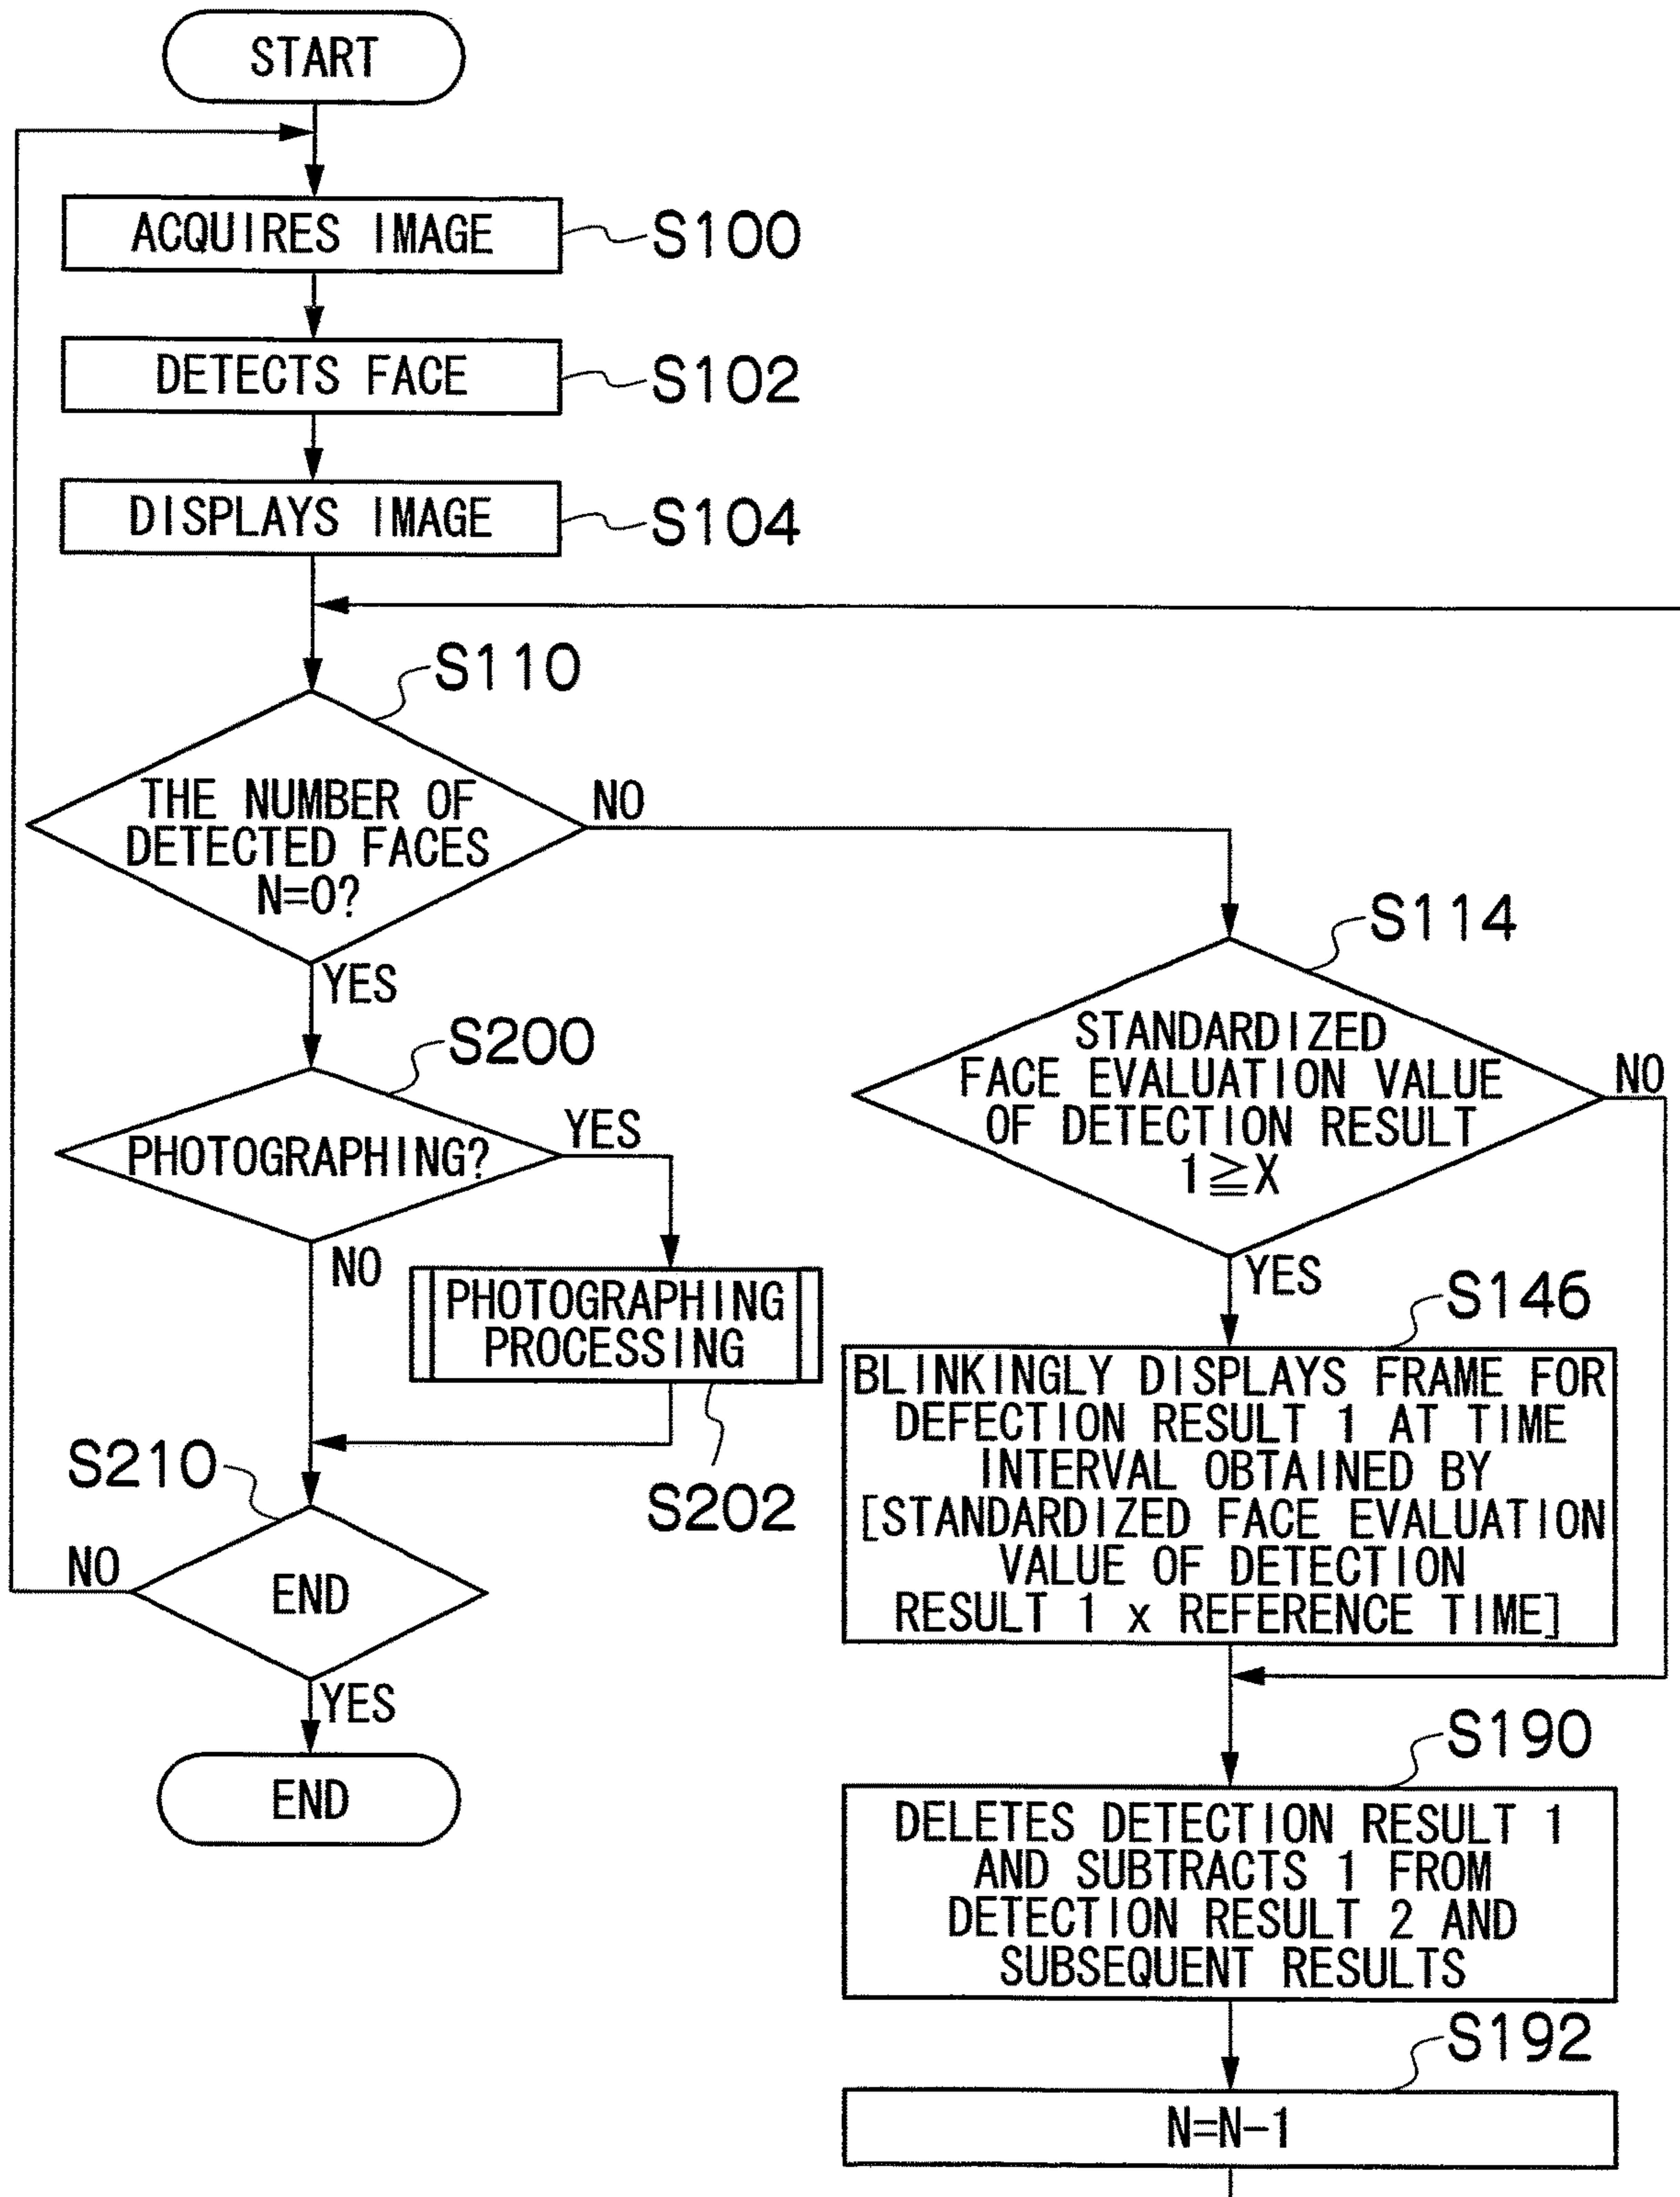 START
ACQUIRES IMAGE
S100
DETECTS FACE
S102
DISPLAYS IMAGE
S104
S110
THE NUMBER OF
DETECTED FACES
N=0?
NO
YES
S200
PHOTOGRAPHING?
YES
NO
PHOTOGRAPHING
PROCESSING
S202
S210
NO
END
YES
END
S114
STANDARDIZED
FACE EVALUATION VALUE
OF DETECTION RESULT
1≧X
NO
YES
S146
BLINKINGLY DISPLAYS FRAME FOR
DEFECTION RESULT 1 AT TIME
INTERVAL OBTAINED BY
[STANDARDIZED FACE EVALUATION
VALUE OF DETECTION
RESULT 1 x REFERENCE TIME]
S190
DELETES DETECTION RESULT 1
AND SUBTRACTS 1 FROM
DETECTION RESULT 2 AND
SUBSEQUENT RESULTS
S192
N=N-1